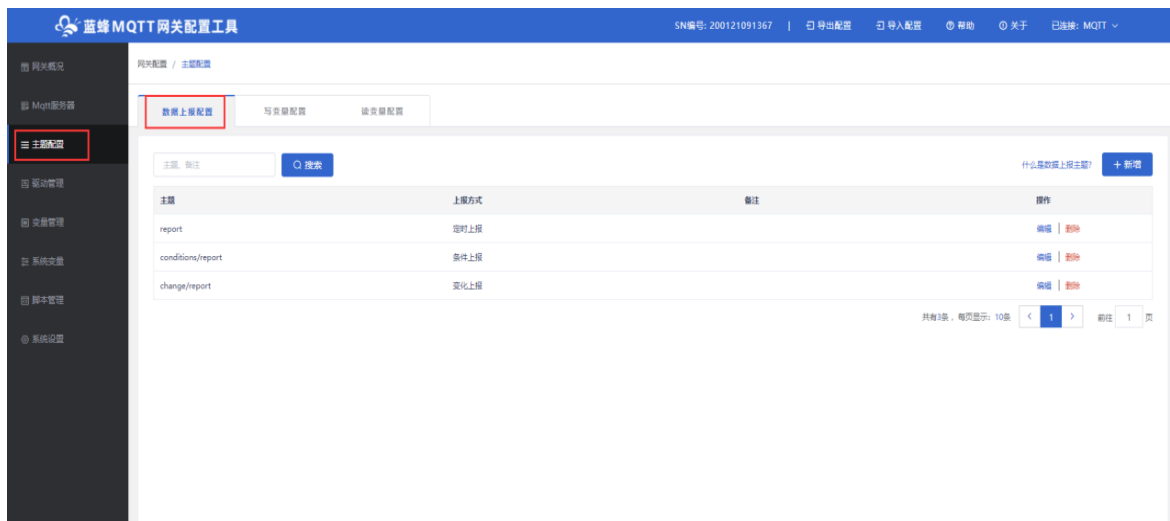 蓝蜂MQTT网关配置工具 SN编号: 200121091367 | 导出配置 导入配置 帮助 关于 已连接: MQTT
网关概况
网关配置 / 主题配置
Mqtt服务器
数据上报配置 写变量配置 读变量配置
主题配置
主题, 备注 搜索 什么是数据上报主题? + 新增
驱动管理
主题 上报方式 备注 操作
变量管理
report 定时上报 编辑 | 删除
conditions/report 条件上报 编辑 | 删除
系统变量
change/report 变化上报 编辑 | 删除
脚本管理
共有3条, 每页显示: 10条 < 1 > 前往 1 页
系统设置